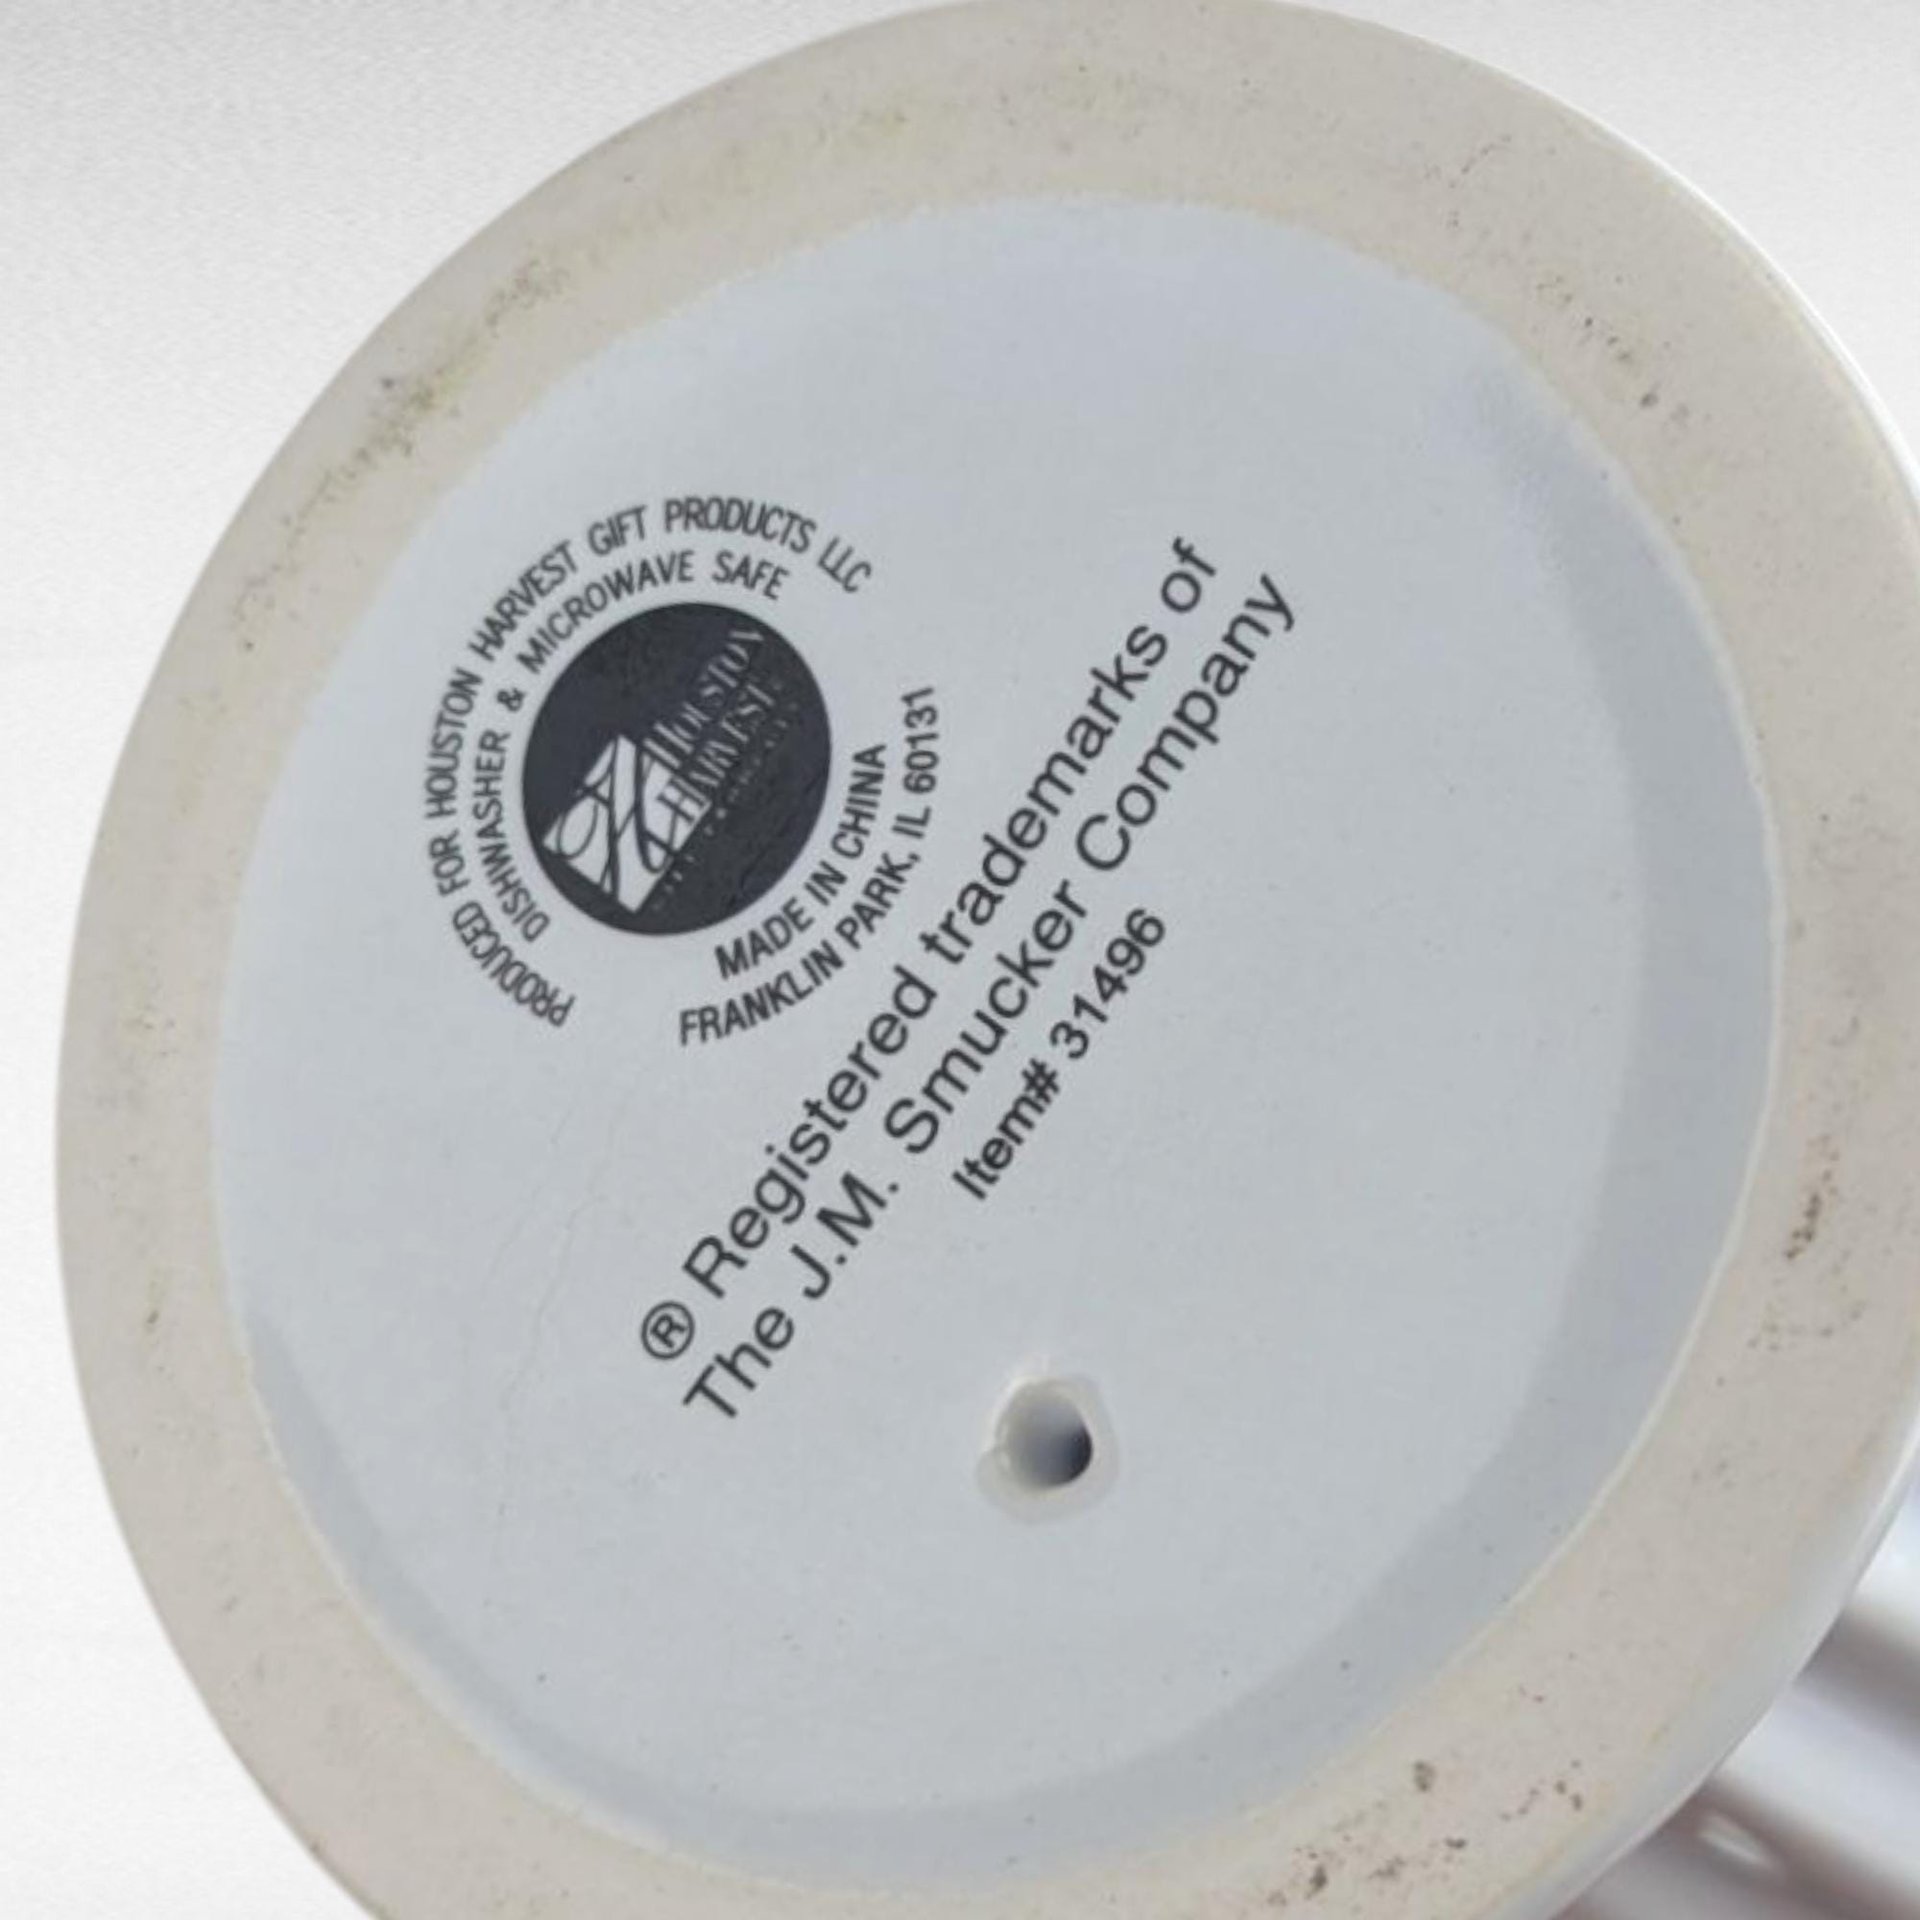 PRODUCED FOR HOUSTON HARVEST GIFT PRODUCTS LLC
DISHWASHER & MICROWAVE SAFE
HOUSTON
HARVEST
MADE IN CHINA
FRANKLIN PARK, IL 60131
® Registered trademarks of
The J.M. Smucker Company
Item# 31496